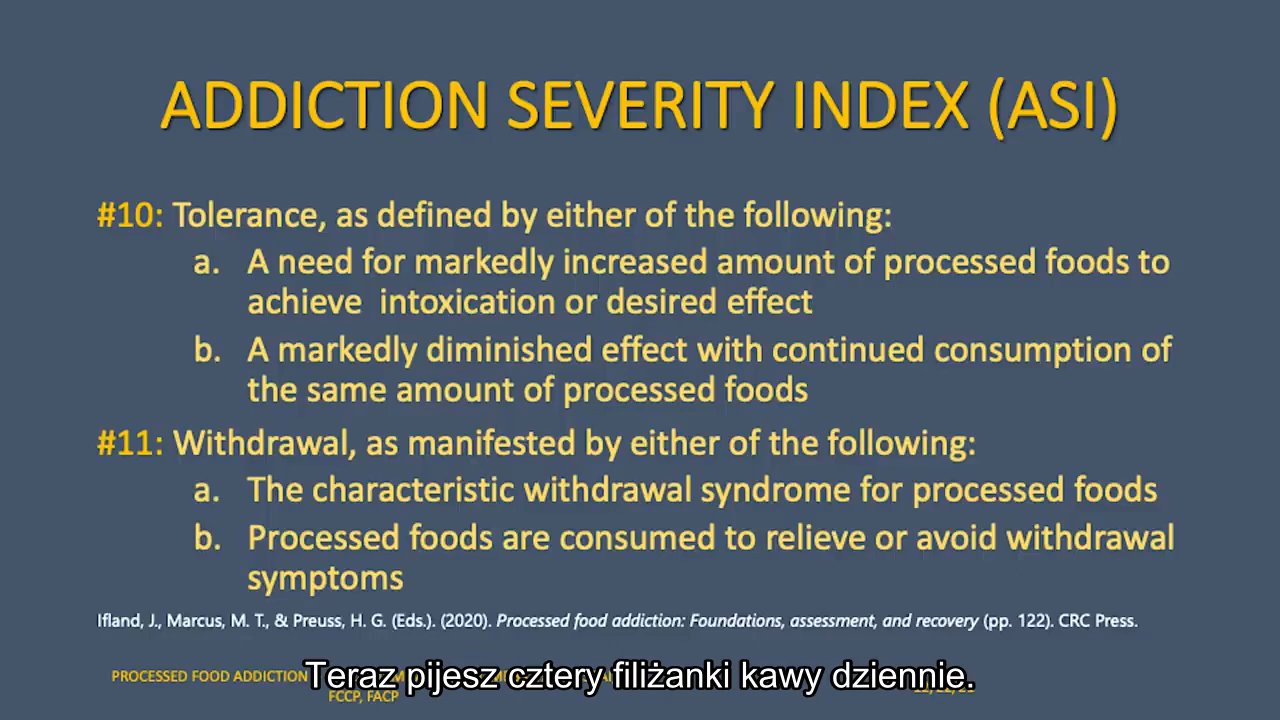 ADDICTION SEVERITY INDEX (ASI)
#10: Tolerance, as defined by either of the following:
a. A need for markedly increased amount of processed foods to
achieve intoxication or desired effect
b. A markedly diminished effect with continued consumption of
the same amount of processed foods
#11: Withdrawal, as manifested by either of the following:
a. The characteristic withdrawal syndrome for processed foods
b. Processed foods are consumed to relieve or avoid withdrawal
symptoms
Ifland, J., Marcus, M. T., & Preuss, H. G. (Eds.). (2020). Processed food addiction: Foundations, assessment, and recovery (pp. 122). CRC Press.
PROCESSED FOOD ADDICTION
Teraz pijesz cztery filiżanki kawy dziennie.
FCCP, FACP